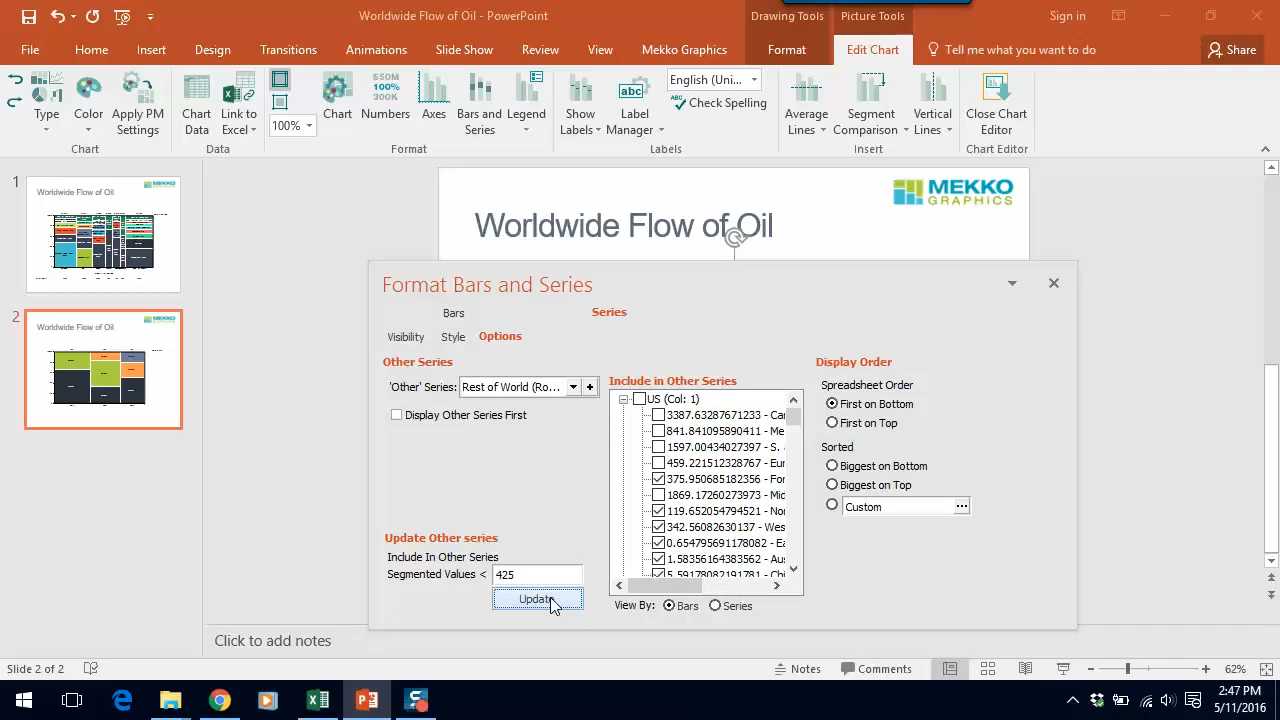 Worldwide Flow of Oil - PowerPoint
Drawing Tools
Picture Tools
Sign in
File
Home
Insert
Design
Transitions
Animations
Slide Show
Review
View
Mekko Graphics
Format
Edit Chart
Tell me what you want to do
Share
Type
Color
Apply PM Settings
Chart
Chart Data
Link to Excel
Data
100%
Chart
$50M
100%
300K
Numbers
Axes
Bars and Series
Legend
Format
Show Labels
abc
Label Manager
English (Uni...
ABC
Check Spelling
Labels
Average Lines
Segment Comparison
Vertical Lines
Insert
Close Chart Editor
Chart Editor
1
Worldwide Flow of Oil
2
Worldwide Flow of Oil
Worldwide Flow of Oil
MEKKO
GRAPHICS
Format Bars and Series
Bars
Series
Visibility
Style
Options
Other Series
'Other' Series:
Rest of World (Ro...
+
Display Other Series First
Update Other series
Include In Other Series
Segmented Values <
425
Update
Include in Other Series
US (Col: 1)
3387.63287671233 - Ca
841.841095890411 - Me
1597.00434027397 - S.
459.221512328767 - Eur
375.950685182356 - For
1869.17260273973 - Mid
119.652054794521 - Nor
342.56082630137 - Wes
0.654795691178082 - Ea
1.58356164383562 - Aus
5.59178082191781 - Chi
View By:
Bars
Series
Display Order
Spreadsheet Order
First on Bottom
First on Top
Sorted
Biggest on Bottom
Biggest on Top
Custom
...
Click to add notes
Slide 2 of 2
Notes
Comments
62%
2:47 PM
5/11/2016